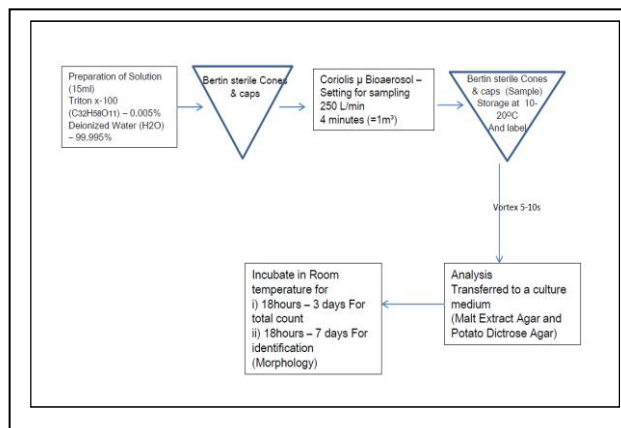 Preparation of Solution
(15ml)
Triton x-100
(C32H58O11) – 0.005%
Deionized Water (H2O)
– 99.995%
Bertin sterile Cones
& caps
Coriolis µ Bioaerosol –
Setting for sampling
250 L/min
4 minutes (=1m³)
Bertin sterile Cones
& caps (Sample)
Storage at 10-
20ºC
And label
Vortex 5-10s
Analysis
Transferred to a culture
medium
(Malt Extract Agar and
Potato Dictrose Agar)
Incubate in Room
temperature for
i) 18hours – 3 days For
total count
ii) 18hours – 7 days For
identification
(Morphology)